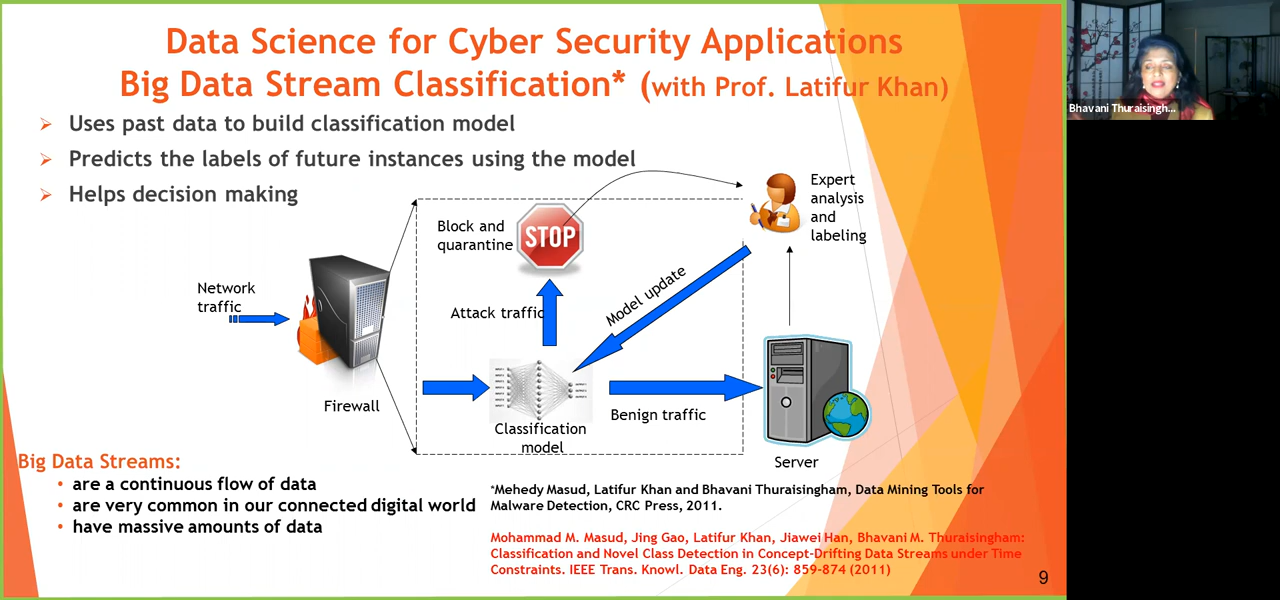 Data Science for Cyber Security Applications
Big Data Stream Classification* (with Prof. Latifur Khan)
Bhavani Thuraisingh...
Uses past data to build classification model
Predicts the labels of future instances using the model
Helps decision making
Expert
analysis
and
labeling
Block and
quarantine
STOP
Network
traffic
Attack traffic
Model update
Firewall
Benign traffic
Classification
model
Server
Big Data Streams:
are a continuous flow of data
are very common in our connected digital world
have massive amounts of data
*Mehedy Masud, Latifur Khan and Bhavani Thuraisingham, Data Mining Tools for
Malware Detection, CRC Press, 2011.
Mohammad M. Masud, Jing Gao, Latifur Khan, Jiawei Han, Bhavani M. Thuraisingham:
Classification and Novel Class Detection in Concept-Drifting Data Streams under Time
Constraints. IEEE Trans. Knowl. Data Eng. 23(6): 859-874 (2011)
9